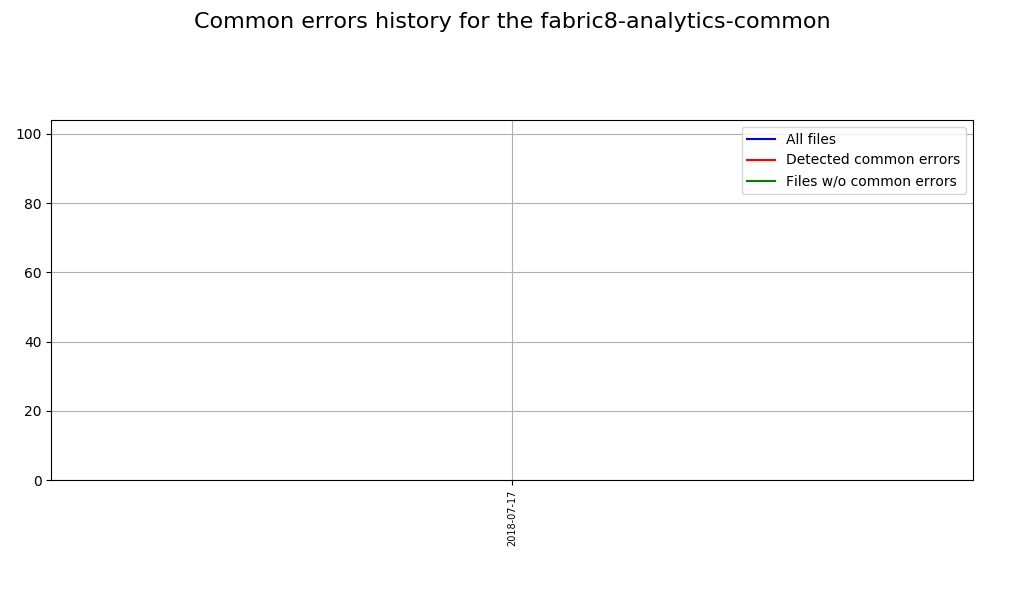 Common errors history for the fabric8-analytics-common
100
80
60
40
20
0
All files
Detected common errors
Files w/o common errors
2018-07-17